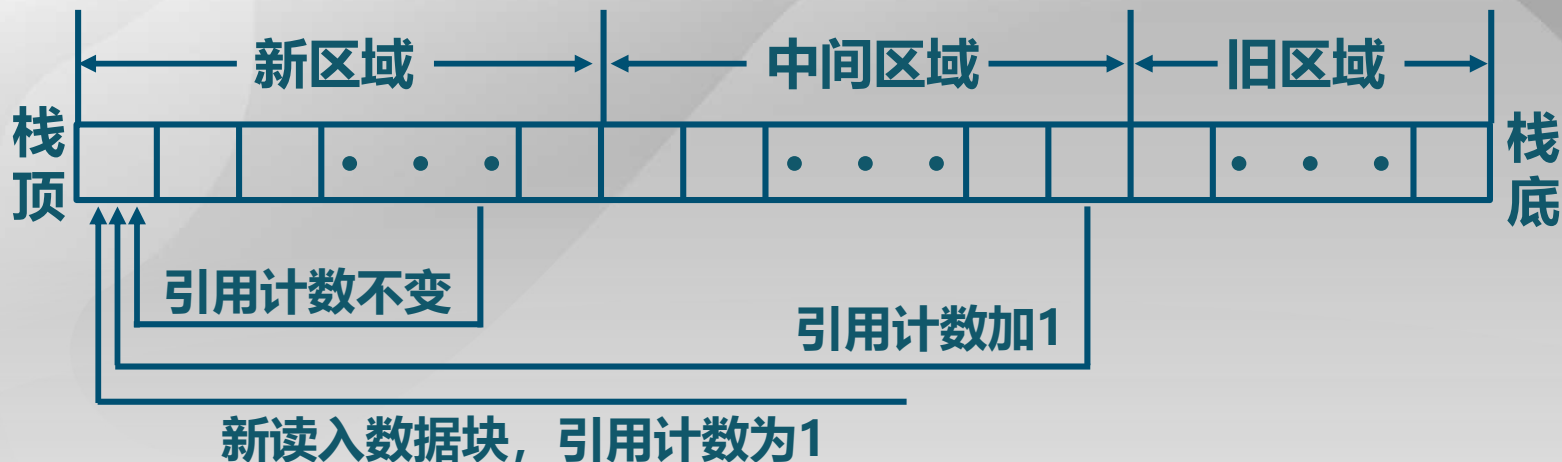 新区域
中间区域
旧区域
栈顶
栈底
引用计数不变
引用计数加1
新读入数据块，引用计数为1